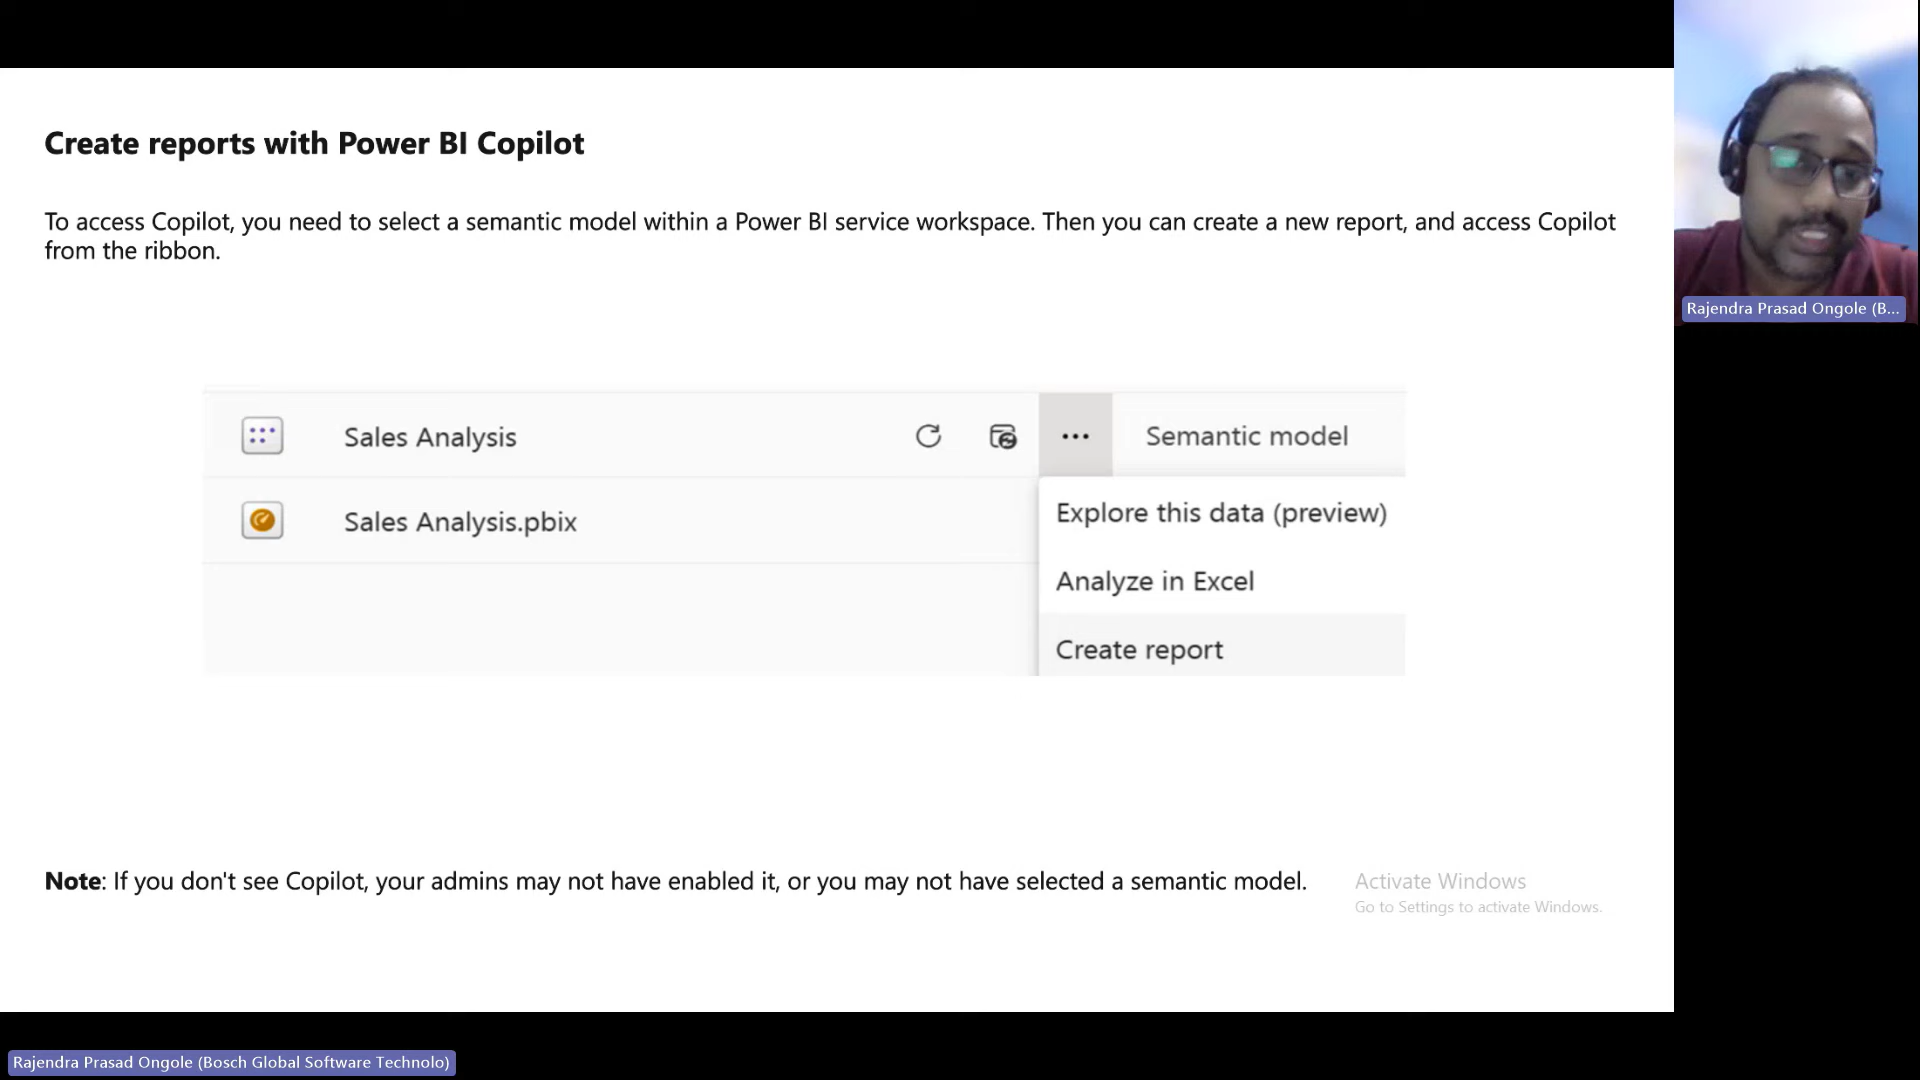 Create reports with Power BI Copilot
To access Copilot, you need to select a semantic model within a Power BI service workspace. Then you can create a new report, and access Copilot
from the ribbon.
Sales Analysis
Semantic model
Sales Analysis.pbix
Explore this data (preview)
Analyze in Excel
Create report
Note: If you don't see Copilot, your admins may not have enabled it, or you may not have selected a semantic model.
Activate Windows
Go to Settings to activate Windows.
Rajendra Prasad Ongole (B...
Rajendra Prasad Ongole (Bosch Global Software Technolo)